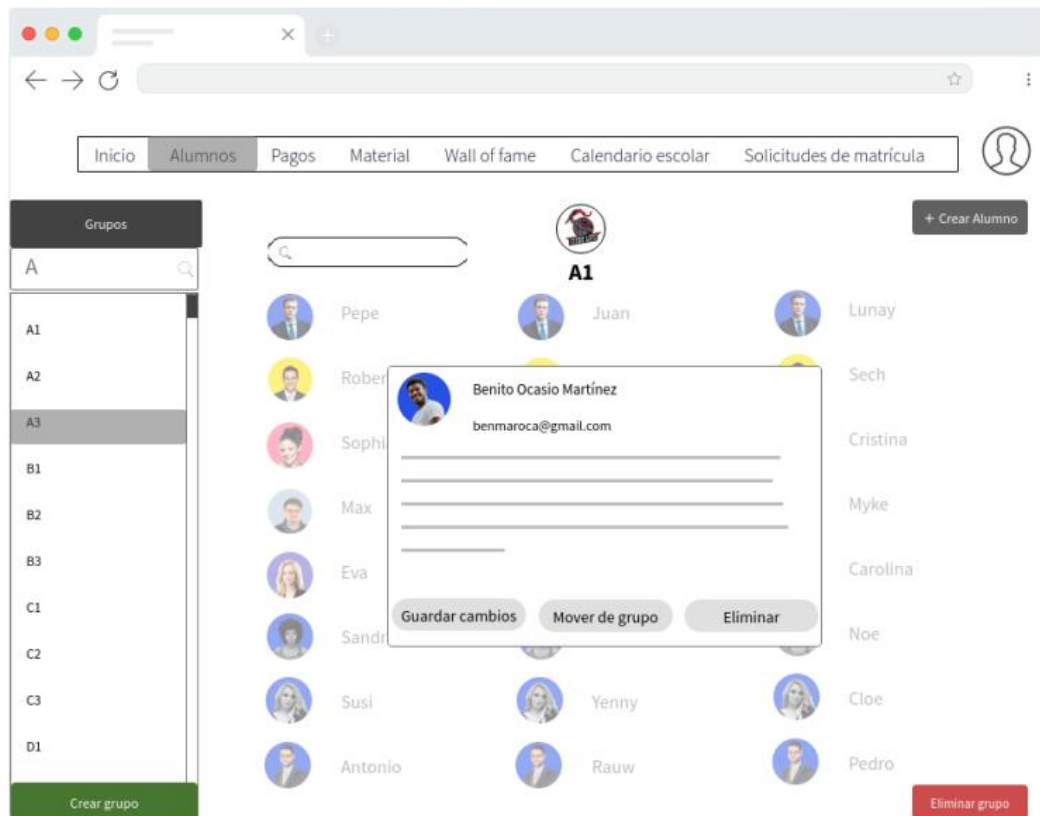 Inicio Alumnos Pagos Material Wall of fame Calendario escolar Solicitudes de matrícula
Grupos
+ Crear Alumno
A
A1
A1
A2
A3
B1
B2
B3
C1
C2
C3
D1
Crear grupo
Pepe Juan Lunay
Sech
Cristina
Max Myke
Eva Carolina
Noe
Susi Yenny Cloe
Antonio Rauw Pedro
Benito Ocasio Martínez
benmaroca@gmail.com
Guardar cambios Mover de grupo Eliminar
Eliminar grupo